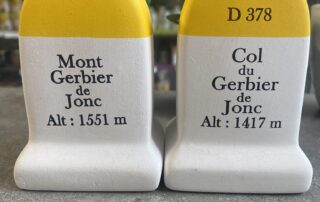 Mont
Gerbier
de
Jonc
Alt : 1551 m
D 378
Col
du
Gerbier
de
Jonc
Alt : 1417 m